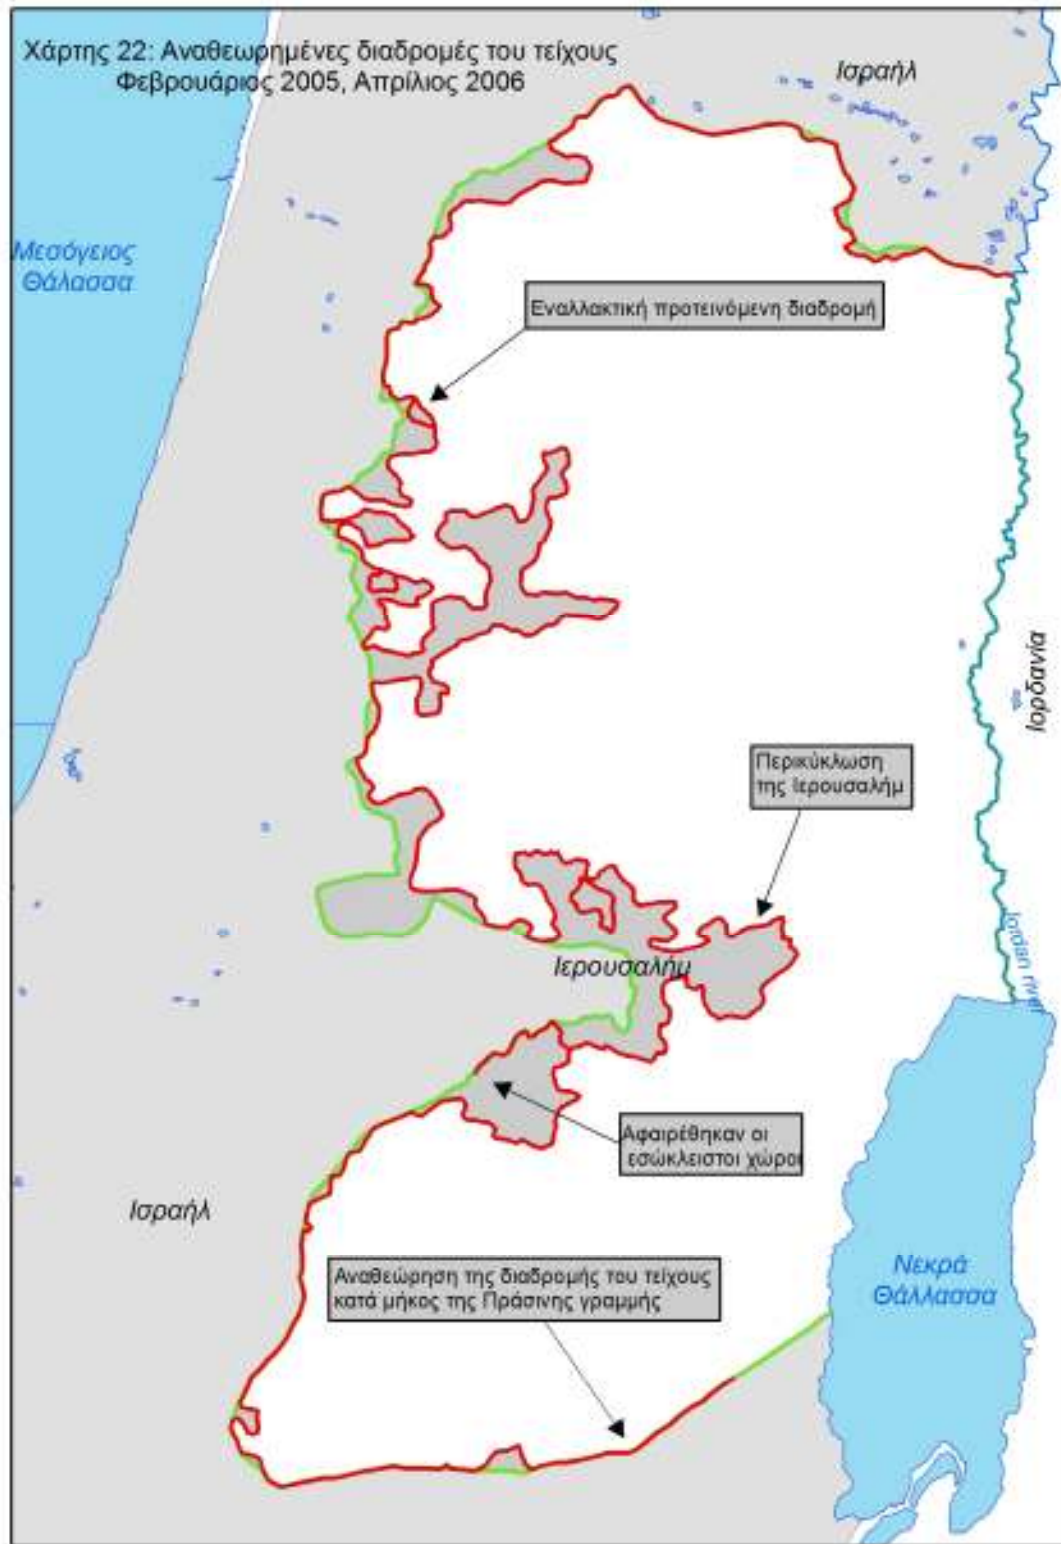 Χάρτης 22: Αναθεωρημένες διαδρομές του τείχους
Φεβρουάριος 2005, Απρίλιος 2006
Ισραήλ
Μεσόγειος
Θάλασσα
Εναλλακτική προτεινόμενη διαδρομή
Ιορδανία
Περικύκλωση
της Ιερουσαλήμ
Ιερουσαλήμ
Jordan river
Αφαιρέθηκαν οι
εσώκλειστοι χώροι
Ισραήλ
Νεκρά
Θάλλασσα
Αναθεώρηση της διαδρομής του τείχους
κατά μήκος της Πράσινης γραμμής